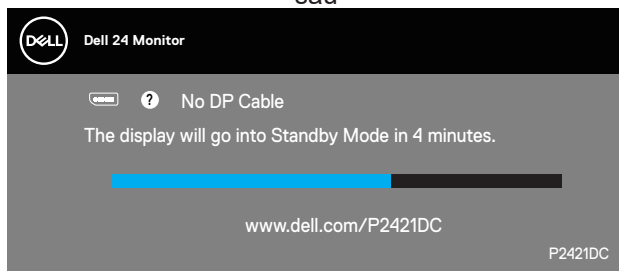 sau
DELL
Dell 24 Monitor
? No DP Cable
The display will go into Standby Mode in 4 minutes.
www.dell.com/P2421DC
P2421DC